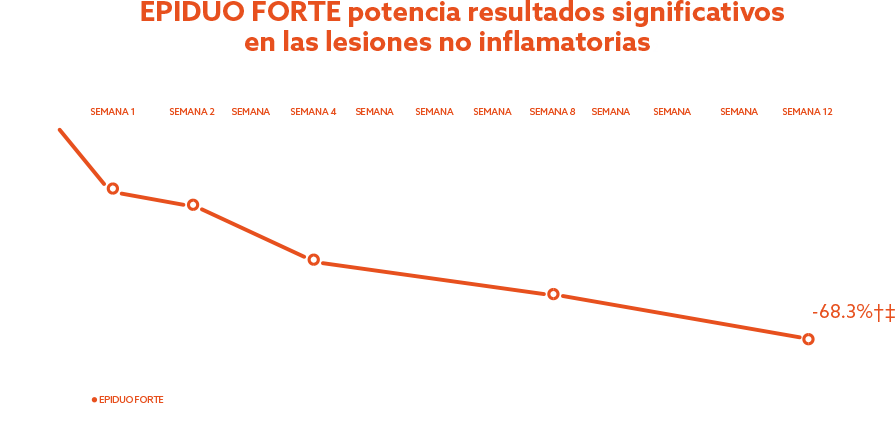 EPIDUO FORTE potencia resultados significativos
en las lesiones no inflamatorias
SEMANA 1 SEMANA 2 SEMANA SEMANA 4 SEMANA SEMANA SEMANA SEMANA 8 SEMANA SEMANA SEMANA SEMANA 12
-68.3%†‡
EPIDUO FORTE